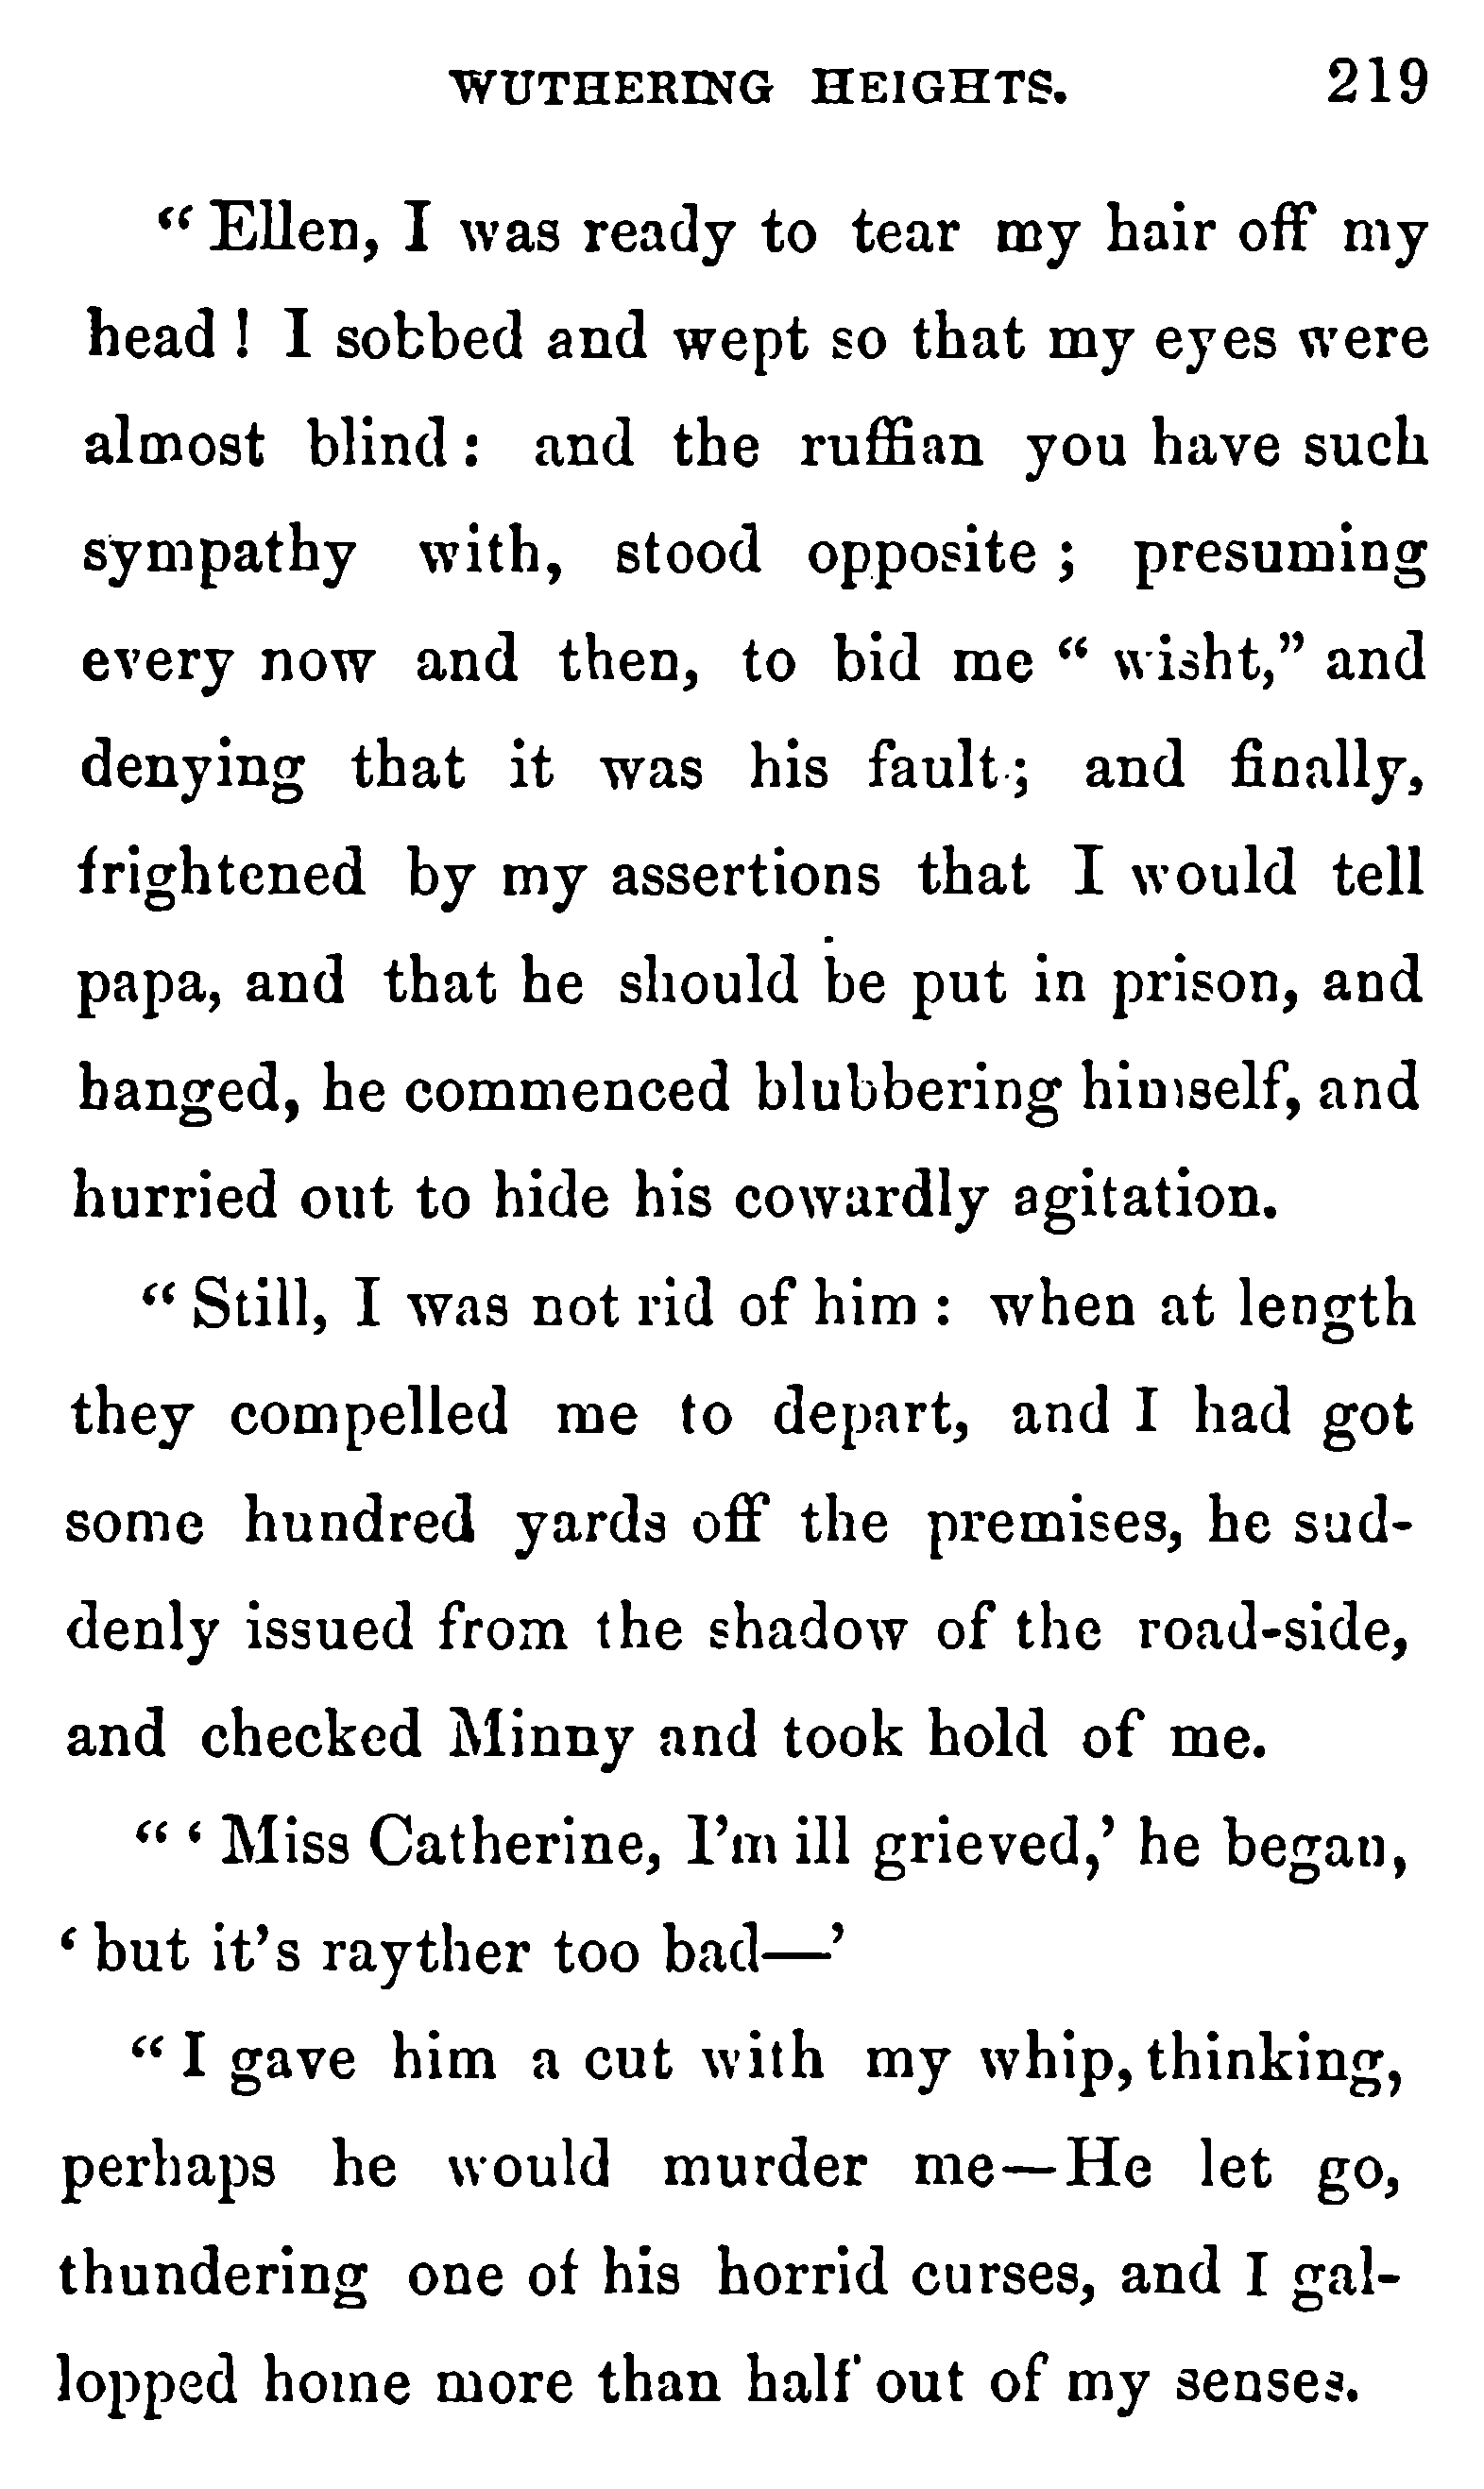 WUTHERING HEIGHTS. 219
“ Ellen, I was ready to tear my hair off my
head ! I sobbed and wept so that my eyes were
almost blind : and the ruffian you have such
sympathy with, stood opposite ; presuming
every now and then, to bid me “ wisht,” and
denying that it was his fault ; and finally,
frightened by my assertions that I would tell
papa, and that he should be put in prison, and
hanged, he commenced blubbering himself, and
hurried out to hide his cowardly agitation.
“ Still, I was not rid of him : when at length
they compelled me to depart, and I had got
some hundred yards off the premises, he sud-
denly issued from the shadow of the road-side,
and checked Minny and took hold of me.
“ ‘ Miss Catherine, I’m ill grieved,’ he began,
‘ but it’s rayther too bad—’
“ I gave him a cut with my whip, thinking,
perhaps he would murder me—He let go,
thundering one of his horrid curses, and I gal-
lopped home more than half out of my senses.